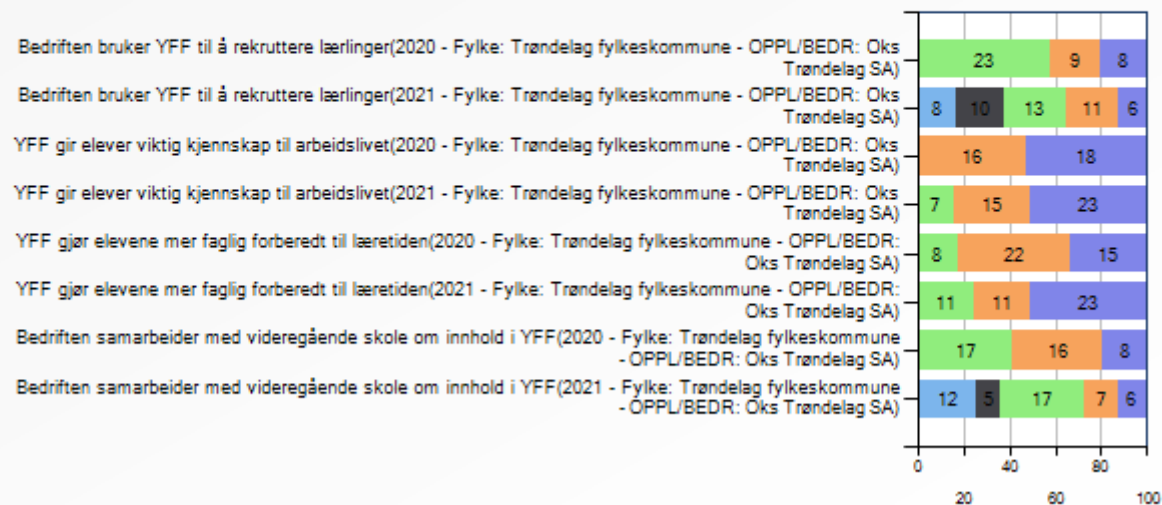 Bedriften bruker YFF til å rekruttere lærlinger(2020 - Fylke: Trøndelag fylkeskommune - OPPL/BEDR: Oks
Trøndelag SA)
23 9 8
Bedriften bruker YFF til å rekruttere lærlinger(2021 - Fylke: Trøndelag fylkeskommune - OPPL/BEDR: Oks
Trøndelag SA)
8 10 13 11 6
YFF gir elever viktig kjennskap til arbeidslivet(2020 - Fylke: Trøndelag fylkeskommune - OPPL/BEDR: Oks
Trøndelag SA)
16 18
YFF gir elever viktig kjennskap til arbeidslivet(2021 - Fylke: Trøndelag fylkeskommune - OPPL/BEDR: Oks
Trøndelag SA)
7 15 23
YFF gjør elevene mer faglig forberedt til læretiden(2020 - Fylke: Trøndelag fylkeskommune - OPPL/BEDR:
Oks Trøndelag SA)
8 22 15
YFF gjør elevene mer faglig forberedt til læretiden(2021 - Fylke: Trøndelag fylkeskommune - OPPL/BEDR:
Oks Trøndelag SA)
11 11 23
Bedriften samarbeider med videregående skole om innhold i YFF(2020 - Fylke: Trøndelag fylkeskommune
- OPPL/BEDR: Oks Trøndelag SA)
17 16 8
Bedriften samarbeider med videregående skole om innhold i YFF(2021 - Fylke: Trøndelag fylkeskommune
- OPPL/BEDR: Oks Trøndelag SA)
12 5 17 7 6
0 40 80
20 60 100